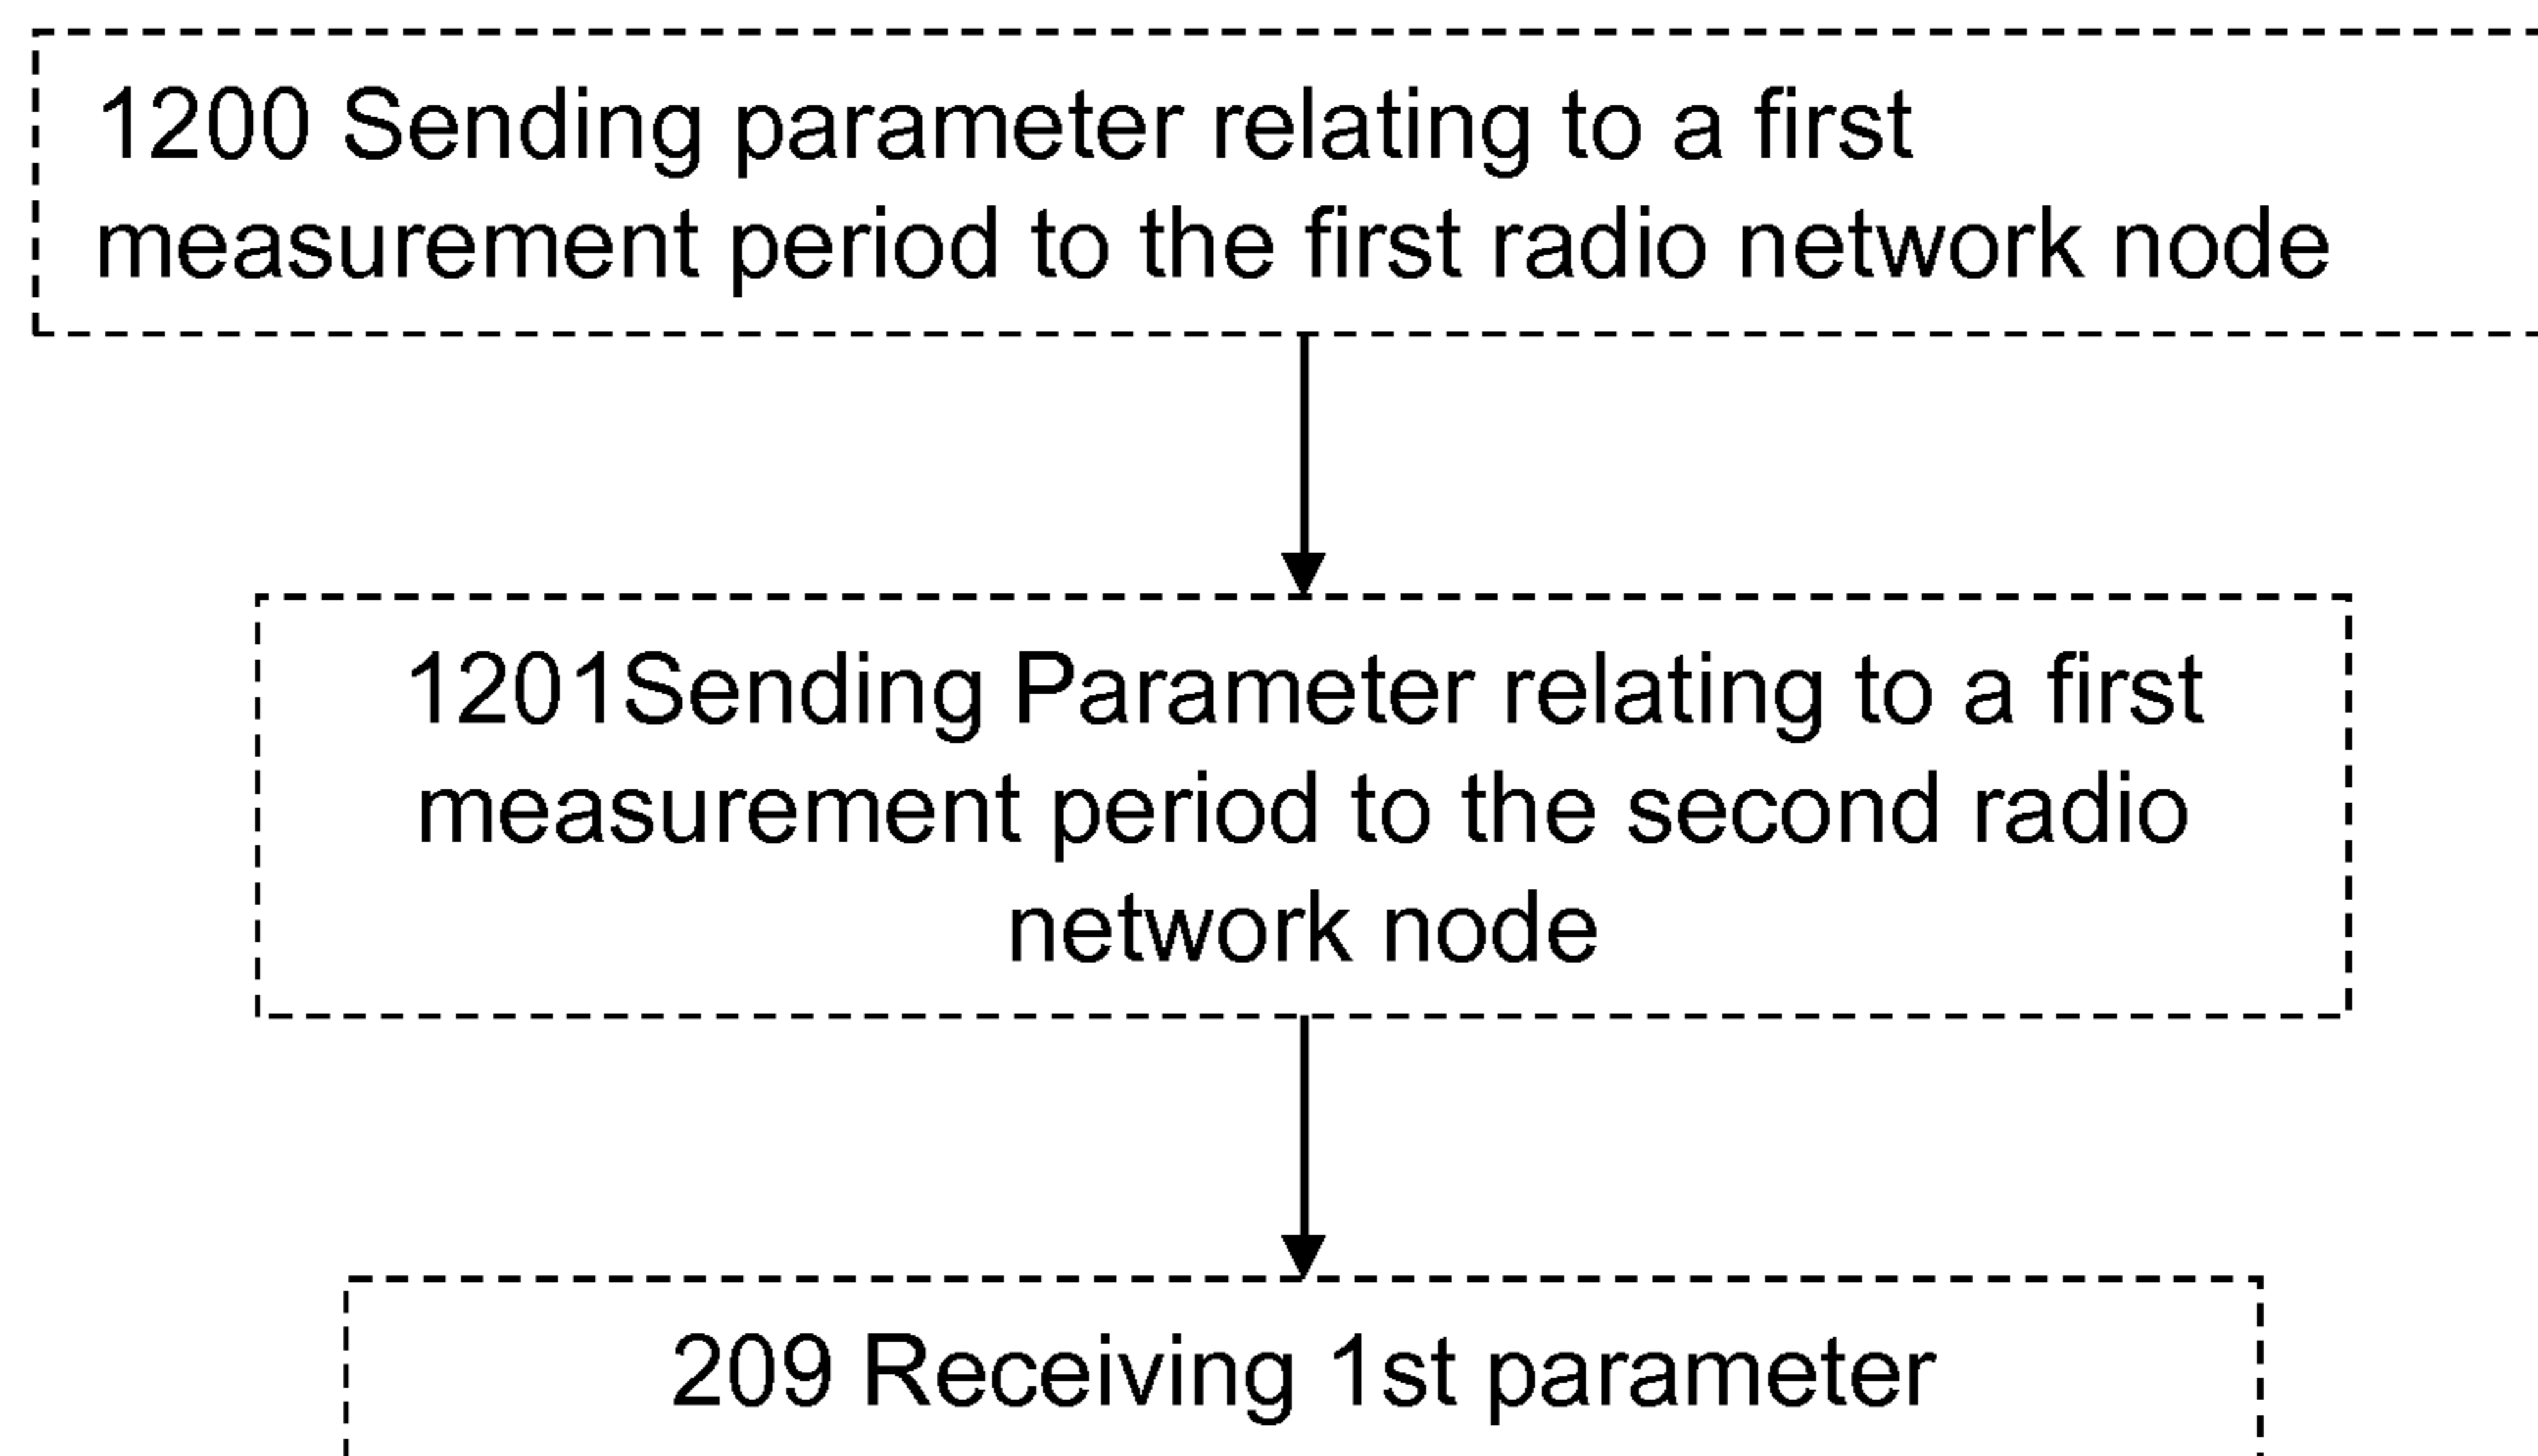 1200 Sending parameter relating to a first
measurement period to the first radio network node
1201Sending Parameter relating to a first
measurement period to the second radio
network node
209 Receiving 1st parameter